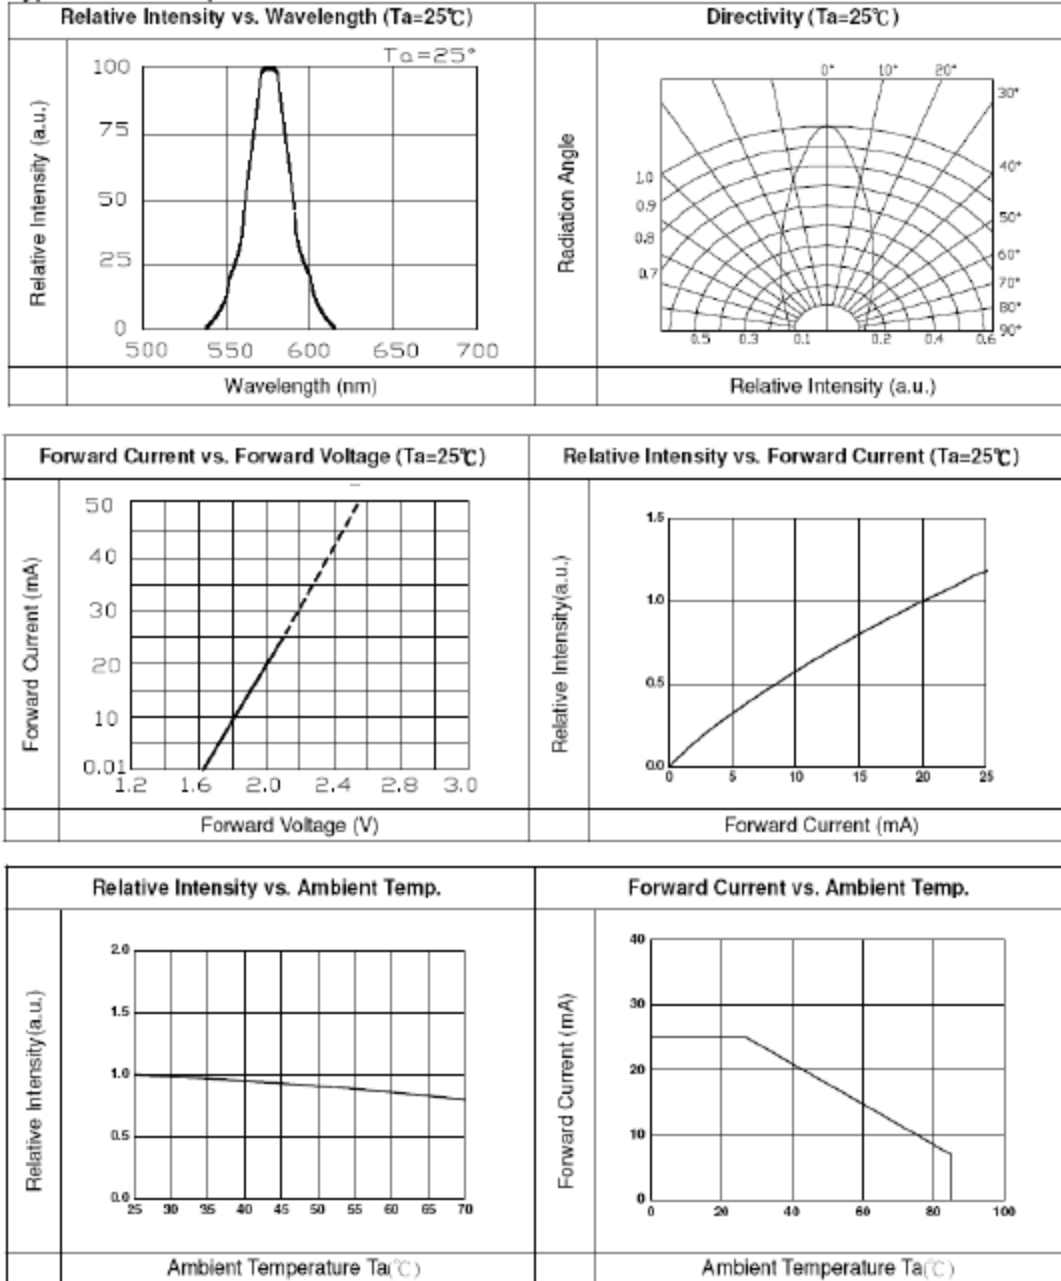 Relative Intensity vs. Wavelength (Ta=25℃)
Directivity (Ta=25℃)
Ta=25°
Relative Intensity (a.u.)
100
75
50
25
0
500 550 600 650 700
Wavelength (nm)
Radiation Angle
0° 10° 20°
30°
40°
50°
60°
70°
80°
90°
1.0
0.9
0.8
0.7
0.5 0.3 0.1 0.2 0.4 0.6
Relative Intensity (a.u.)
Forward Current vs. Forward Voltage (Ta=25℃)
Relative Intensity vs. Forward Current (Ta=25℃)
Forward Current (mA)
50
40
30
20
10
0.01
1.2 1.6 2.0 2.4 2.8 3.0
Forward Voltage (V)
Relative Intensity(a.u.)
1.5
1.0
0.5
0.0
0 5 10 15 20 25
Forward Current (mA)
Relative Intensity vs. Ambient Temp.
Forward Current vs. Ambient Temp.
Relative Intensity(a.u.)
2.0
1.5
1.0
0.5
0.0
25 30 35 40 45 50 55 60 65 70
Ambient Temperature Ta(℃)
Forward Current (mA)
40
30
20
10
0
0 20 40 60 80 100
Ambient Temperature Ta(℃)